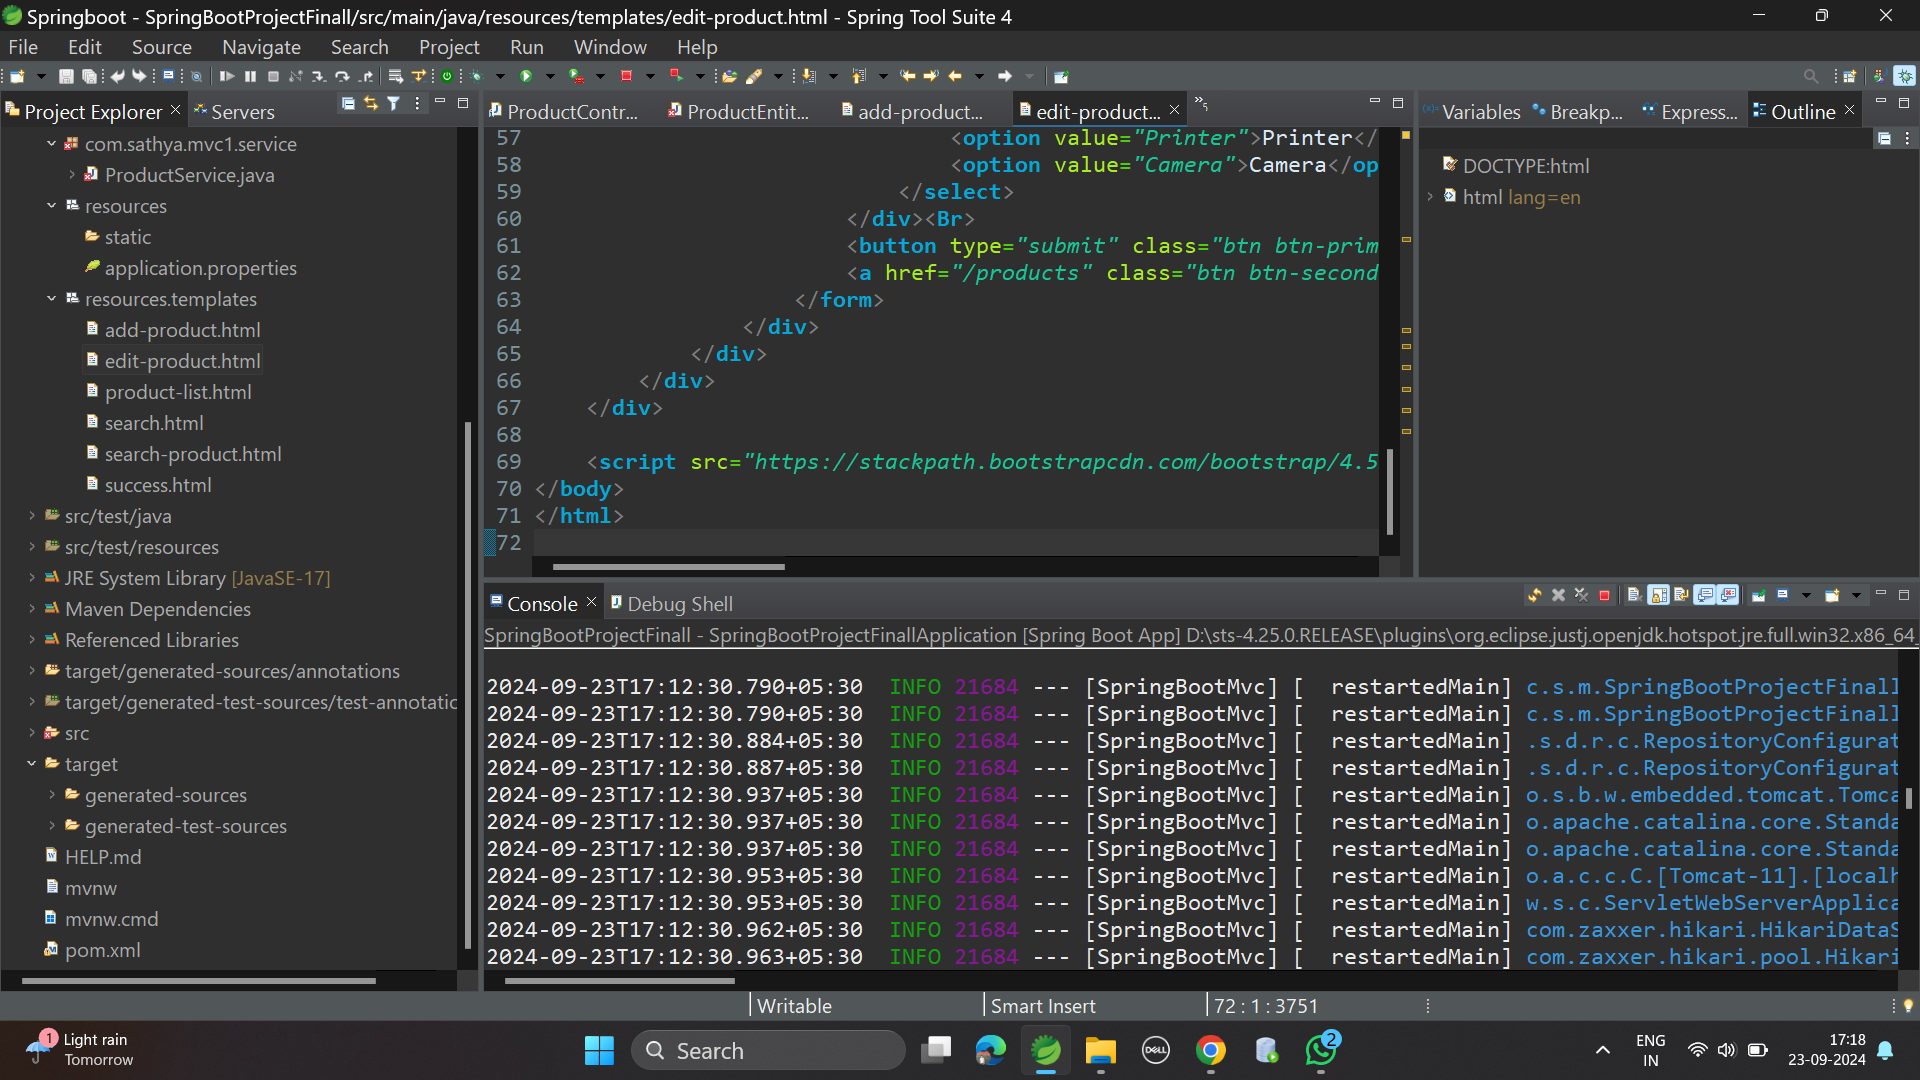 Springboot - SpringBootProjectFinall/src/main/java/resources/templates/edit-product.html - Spring Tool Suite 4
File Edit Source Navigate Search Project Run Window Help
Project Explorer
Servers
com.sathya.mvc1.service
ProductService.java
resources
static
application.properties
resources.templates
add-product.html
edit-product.html
product-list.html
search.html
search-product.html
success.html
src/test/java
src/test/resources
JRE System Library [JavaSE-17]
Maven Dependencies
Referenced Libraries
target/generated-sources/annotations
target/generated-test-sources/test-annotatic
src
target
generated-sources
generated-test-sources
HELP.md
mvnw
mvnw.cmd
pom.xml
ProductContr... ProductEntit... add-product... edit-product... »5
57 <option value="Printer">Printer</
58 <option value="Camera">Camera</op
59 </select>
60 </div><Br>
61 <button type="submit" class="btn btn-prim
62 <a href="/products" class="btn btn-second
63 </form>
64 </div>
65 </div>
66 </div>
67 </div>
68
69 <script src="https://stackpath.bootstrapcdn.com/bootstrap/4.5
70 </body>
71 </html>
72
Variables Breakp... Express... Outline
DOCTYPE:html
html lang=en
Console
Debug Shell
SpringBootProjectFinall - SpringBootProjectFinallApplication [Spring Boot App] D:\sts-4.25.0.RELEASE\plugins\org.eclipse.justj.openjdk.hotspot.jre.full.win32.x86_64_
2024-09-23T17:12:30.790+05:30 INFO 21684 --- [SpringBootMvc] [ restartedMain] c.s.m.SpringBootProjectFinall
2024-09-23T17:12:30.790+05:30 INFO 21684 --- [SpringBootMvc] [ restartedMain] c.s.m.SpringBootProjectFinall
2024-09-23T17:12:30.884+05:30 INFO 21684 --- [SpringBootMvc] [ restartedMain] .s.d.r.c.RepositoryConfigurat
2024-09-23T17:12:30.887+05:30 INFO 21684 --- [SpringBootMvc] [ restartedMain] .s.d.r.c.RepositoryConfigurat
2024-09-23T17:12:30.937+05:30 INFO 21684 --- [SpringBootMvc] [ restartedMain] o.s.b.w.embedded.tomcat.Tomca
2024-09-23T17:12:30.937+05:30 INFO 21684 --- [SpringBootMvc] [ restartedMain] o.apache.catalina.core.Standa
2024-09-23T17:12:30.937+05:30 INFO 21684 --- [SpringBootMvc] [ restartedMain] o.apache.catalina.core.Standa
2024-09-23T17:12:30.953+05:30 INFO 21684 --- [SpringBootMvc] [ restartedMain] o.a.c.c.C.[Tomcat-11].[localh
2024-09-23T17:12:30.953+05:30 INFO 21684 --- [SpringBootMvc] [ restartedMain] w.s.c.ServletWebServerApplica
2024-09-23T17:12:30.962+05:30 INFO 21684 --- [SpringBootMvc] [ restartedMain] com.zaxxer.hikari.HikariDataS
2024-09-23T17:12:30.963+05:30 INFO 21684 --- [SpringBootMvc] [ restartedMain] com.zaxxer.hikari.pool.Hikari
Writable
Smart Insert
72 : 1 : 3751
1
Light rain
Tomorrow
Search
DELL
2
ENG
IN
17:18
23-09-2024